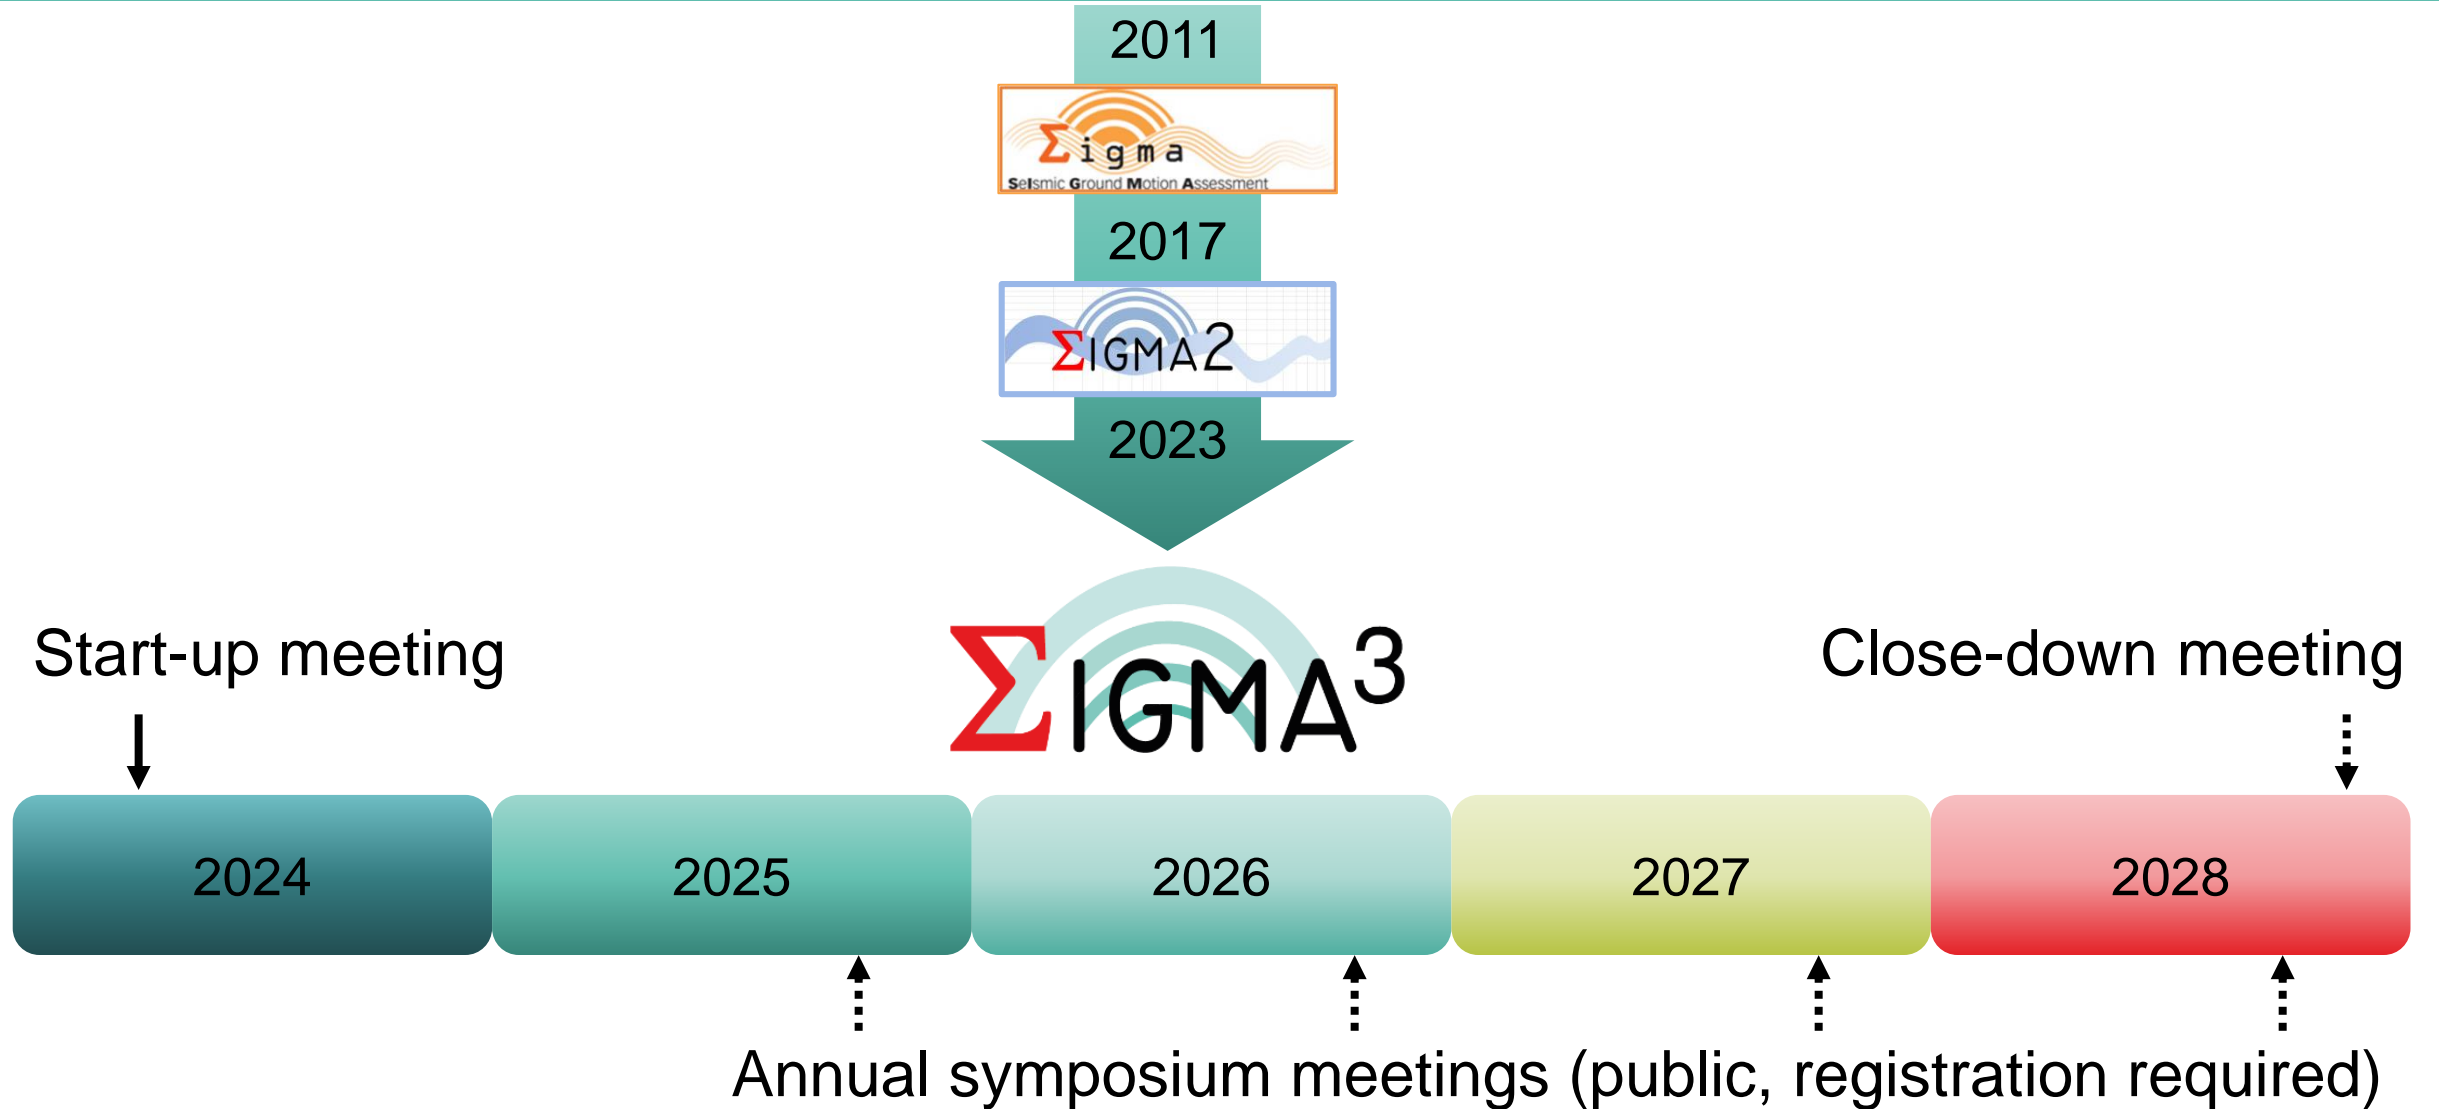 2011
Σigma
SeIsmic Ground Motion Assessment
2017
ΣIGMA2
2023
ΣIGMA3
Start-up meeting
Close-down meeting
2024
2025
2026
2027
2028
Annual symposium meetings (public, registration required)